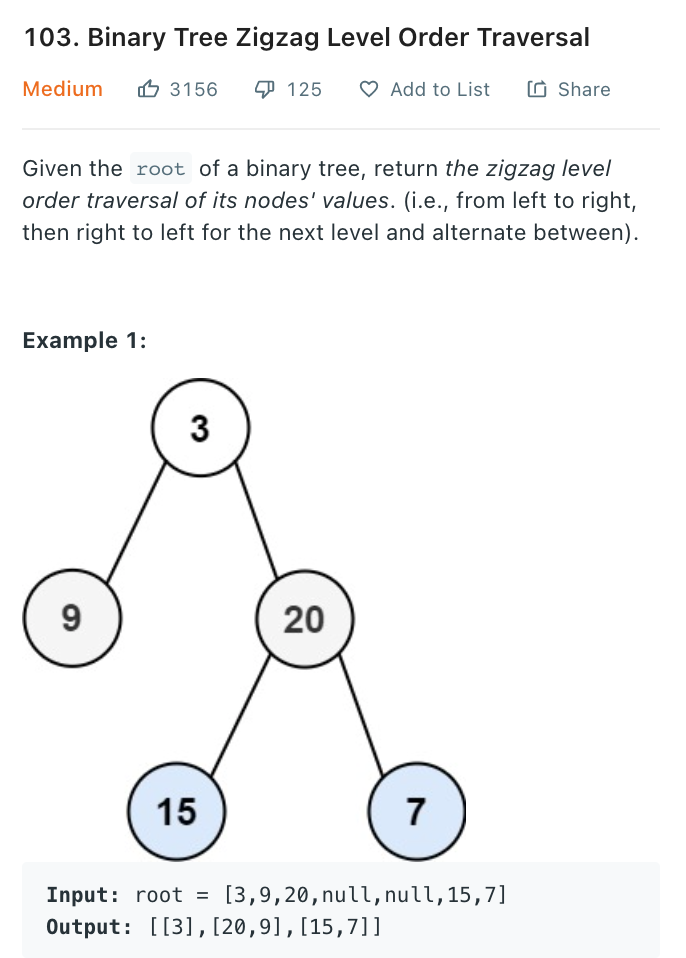 103. Binary Tree Zigzag Level Order Traversal
Medium 3156 125 Add to List Share
Given the root of a binary tree, return the zigzag level
order traversal of its nodes' values. (i.e., from left to right,
then right to left for the next level and alternate between).
Example 1:
3
9 20
15 7
Input: root = [3,9,20,null,null,15,7]
Output: [[3],[20,9],[15,7]]